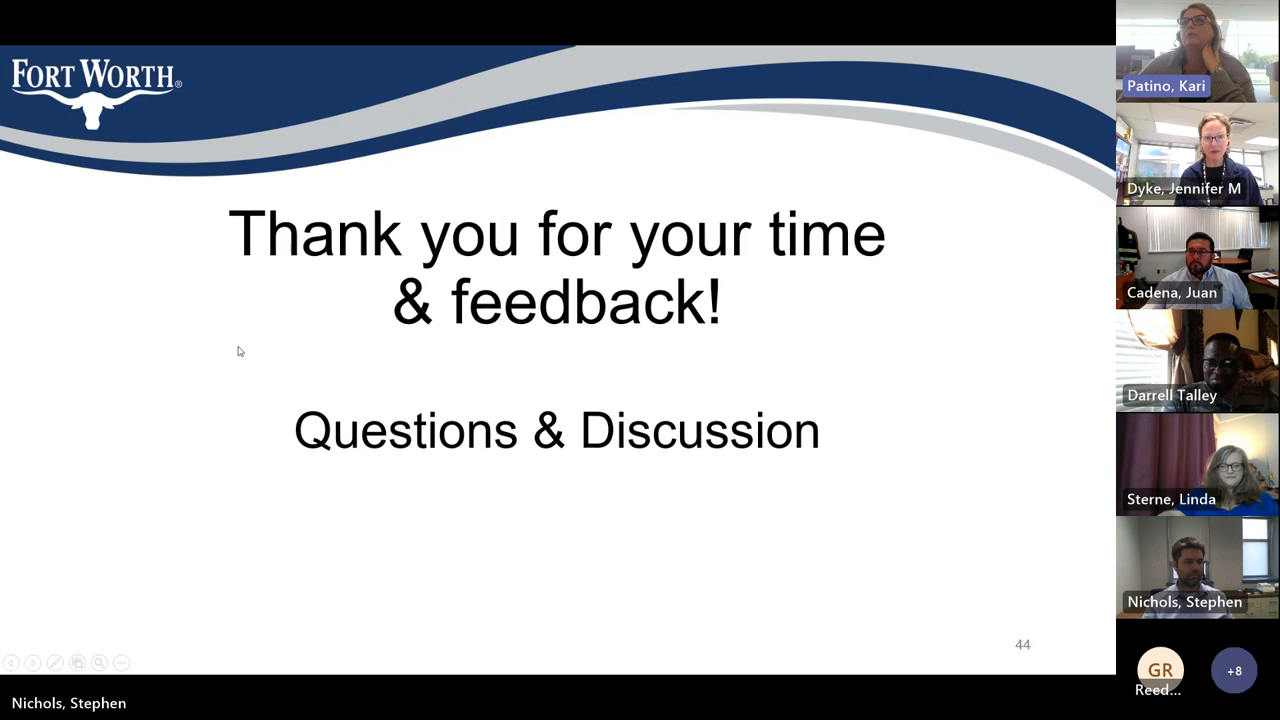 FORT WORTH®
Thank you for your time
& feedback!
Questions & Discussion
44
Nichols, Stephen
Patino, Kari
Dyke, Jennifer M
Cadena, Juan
Darrell Talley
Sterne, Linda
Nichols, Stephen
GR
Reed...
+8